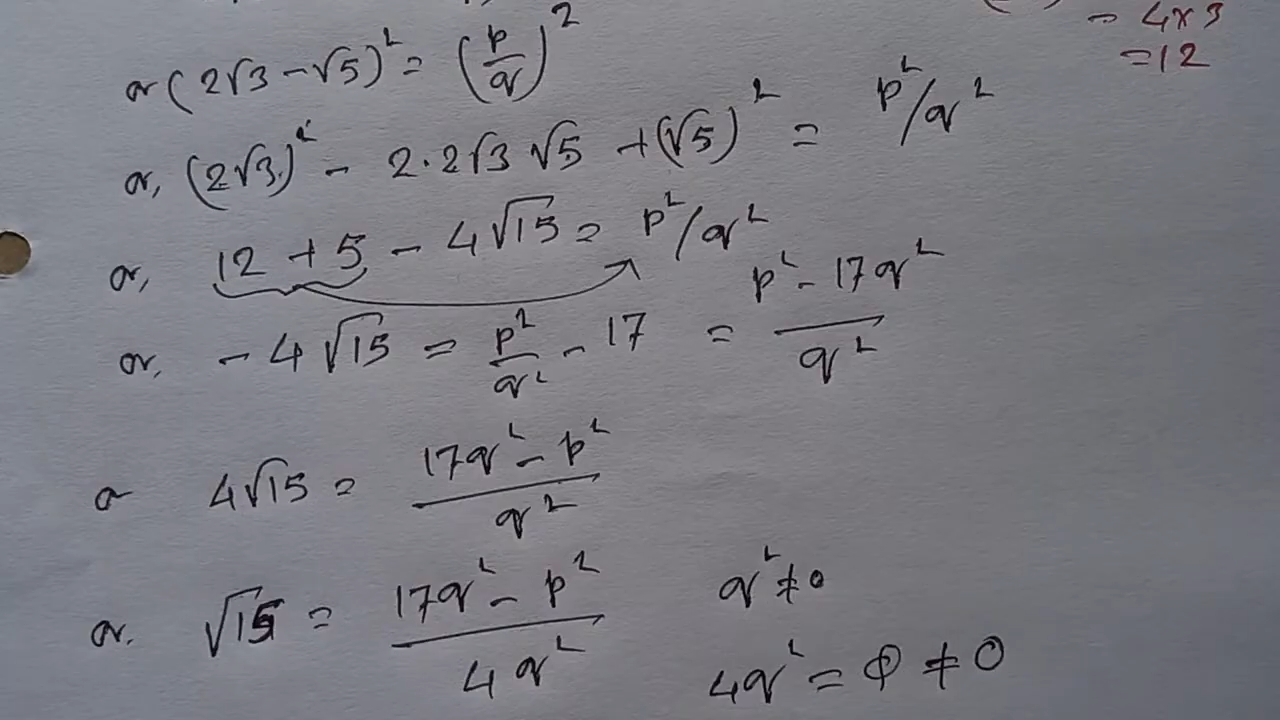 = 4×3
=12
or (2√3 − √5)² = (p/q)²
or, (2√3)² − 2·2√3 √5 + (√5)² = p²/q²
or, 12 + 5 − 4√15 = p²/q²
or, − 4√15 = p²/q² − 17 = (p² − 17q²)/q²
or 4√15 = (17q² − p²)/q²
or. √15 = (17q² − p²)/4q² q² ≠ 0
4q² = φ ≠ 0